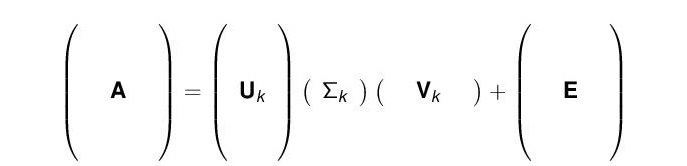 ( A ) = ( U_k ) ( Σ_k ) ( V_k ) + ( E )